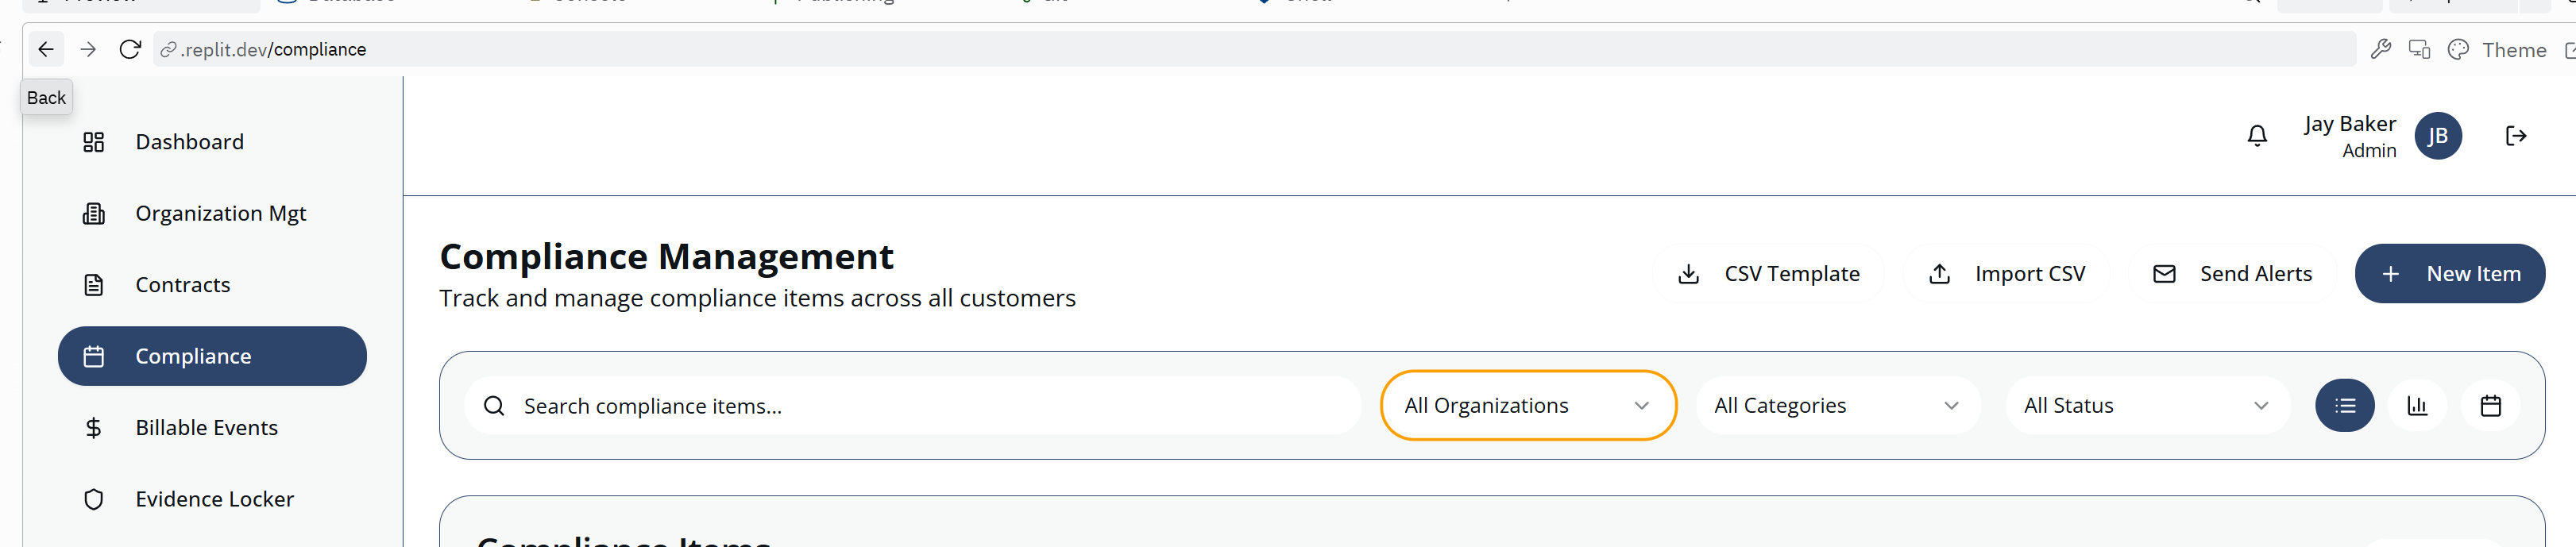 .replit.dev/compliance
Theme
Back
Dashboard
Organization Mgt
Contracts
Compliance
Billable Events
Evidence Locker
Jay Baker
Admin
JB
Compliance Management
Track and manage compliance items across all customers
CSV Template
Import CSV
Send Alerts
New Item
Search compliance items...
All Organizations
All Categories
All Status
Compliance Items